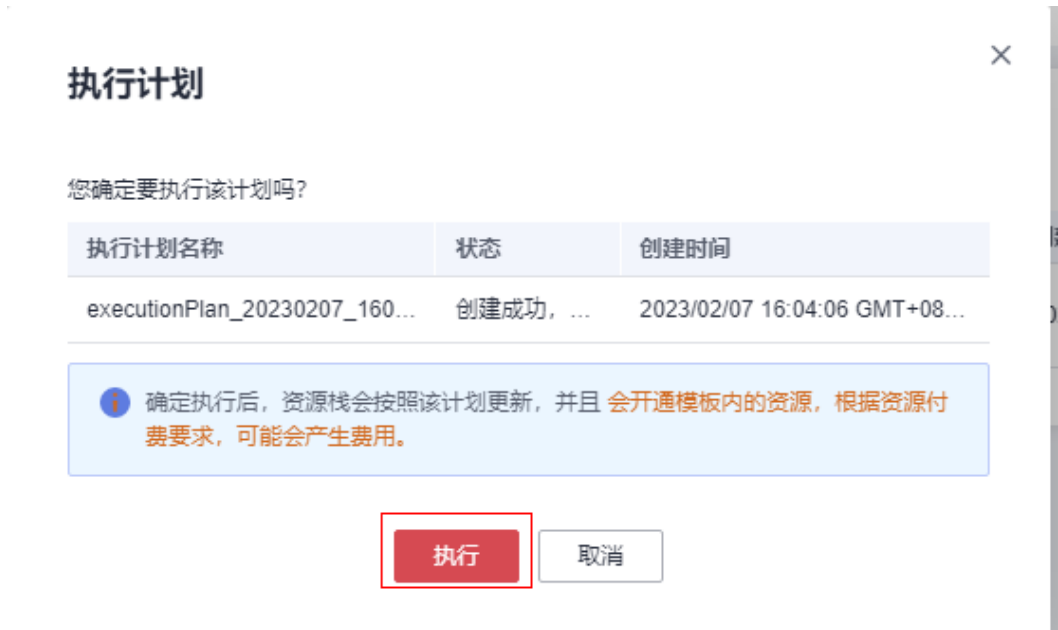 执行计划
您确定要执行该计划吗?
执行计划名称 状态 创建时间
executionPlan_20230207_160... 创建成功, ... 2023/02/07 16:04:06 GMT+08...
确定执行后，资源栈会按照该计划更新，并且 会开通模板内的资源，根据资源付
费要求，可能会产生费用。
执行 取消